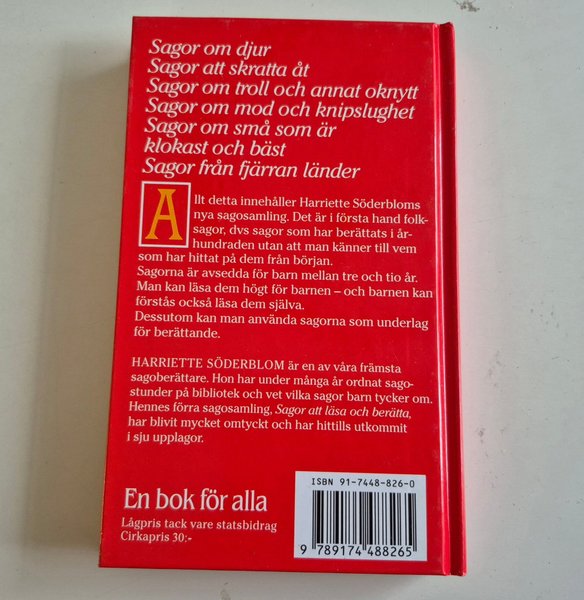 Sagor om djur
Sagor att skratta åt
Sagor om troll och annat oknytt
Sagor om mod och knipslughet
Sagor om små som är
klokast och bäst
Sagor från fjärran länder
Allt detta innehåller Harriette Söderbloms
nya sagosamling. Det är i första hand folk-
sagor, dvs sagor som har berättats i år-
hundraden utan att man känner till vem
som har hittat på dem från början.
Sagorna är avsedda för barn mellan tre och tio år.
Man kan läsa dem högt för barnen – och barnen kan
förstås också läsa dem själva.
Dessutom kan man använda sagorna som underlag
för berättande.
HARRIETTE SÖDERBLOM är en av våra främsta
sagoberättare. Hon har under många år ordnat sago-
stunder på bibliotek och vet vilka sagor barn tycker om.
Hennes förra sagosamling, Sagor att läsa och berätta,
har blivit mycket omtyckt och har hittills utkommit
i sju upplagor.
En bok för alla
Lågpris tack vare statsbidrag
Cirkapris 30:-
ISBN 91-7448-826-0
9 789174 488265